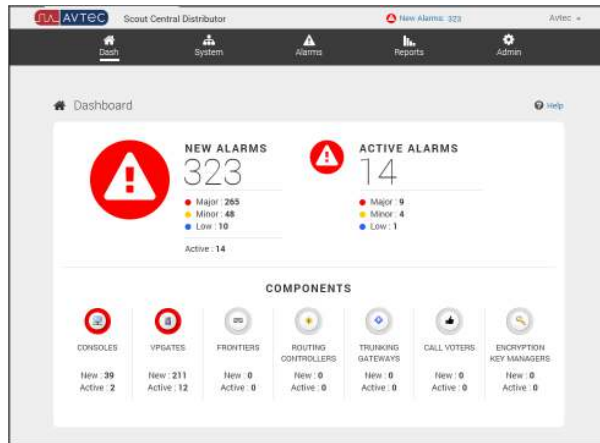 AVTEC Scout Central Distributor New Alarms: 323 Avtec
Dash System Alarms Reports Admin
Dashboard Help
NEW ALARMS ACTIVE ALARMS
323 14
Major : 265 Major : 9
Minor : 48 Minor : 4
Low : 10 Low : 1
Active : 14
COMPONENTS
CONSOLES VPGATES FRONTIERS ROUTING CONTROLLERS TRUNKING GATEWAYS CALL VOTERS ENCRYPTION KEY MANAGERS
New : 39 New : 211 New : 0 New : 0 New : 0 New : 0 New : 0
Active : 2 Active : 12 Active : 0 Active : 0 Active : 0 Active : 0 Active : 0